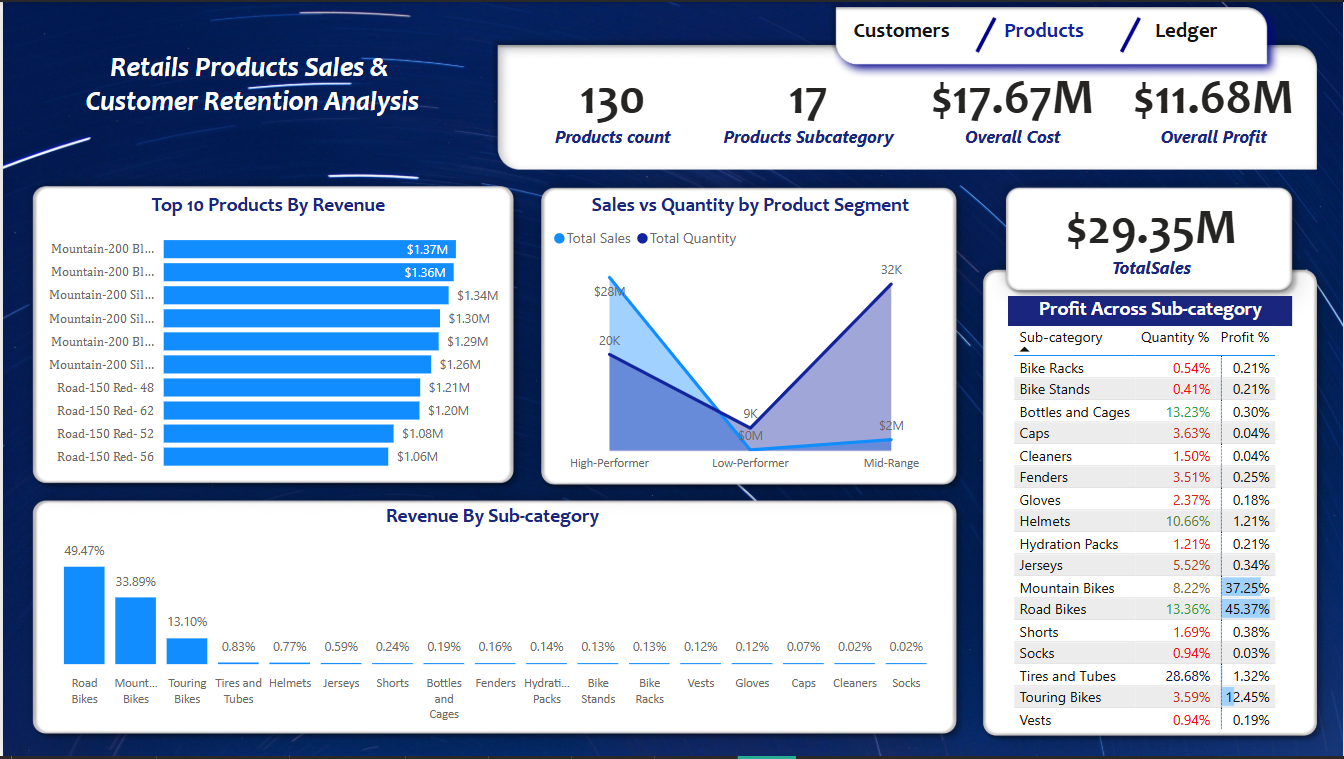 Customers
Products
Ledger
Retails Products Sales &
Customer Retention Analysis
130
Products count
17
Products Subcategory
$17.67M
Overall Cost
$11.68M
Overall Profit
Top 10 Products By Revenue
Mountain-200 Bl... $1.37M
Mountain-200 Bl... $1.36M
Mountain-200 Sil... $1.34M
Mountain-200 Sil... $1.30M
Mountain-200 Bl... $1.29M
Mountain-200 Sil... $1.26M
Road-150 Red- 48 $1.21M
Road-150 Red- 62 $1.20M
Road-150 Red- 52 $1.08M
Road-150 Red- 56 $1.06M
Sales vs Quantity by Product Segment
Total Sales Total Quantity
32K
$28M
20K
9K
$0M
$2M
High-Performer Low-Performer Mid-Range
$29.35M
TotalSales
Profit Across Sub-category
Sub-category Quantity % Profit %
Bike Racks 0.54% 0.21%
Bike Stands 0.41% 0.21%
Bottles and Cages 13.23% 0.30%
Caps 3.63% 0.04%
Cleaners 1.50% 0.04%
Fenders 3.51% 0.25%
Gloves 2.37% 0.18%
Helmets 10.66% 1.21%
Hydration Packs 1.21% 0.21%
Jerseys 5.52% 0.34%
Mountain Bikes 8.22% 37.25%
Road Bikes 13.36% 45.37%
Shorts 1.69% 0.38%
Socks 0.94% 0.03%
Tires and Tubes 28.68% 1.32%
Touring Bikes 3.59% 12.45%
Vests 0.94% 0.19%
Revenue By Sub-category
49.47% 33.89% 13.10% 0.83% 0.77% 0.59% 0.24% 0.19% 0.16% 0.14% 0.13% 0.13% 0.12% 0.12% 0.07% 0.02% 0.02%
Road Mount... Touring Tires and Helmets Jerseys Shorts Bottles Fenders Hydrati... Bike Bike Vests Gloves Caps Cleaners Socks
Bikes Bikes Bikes Tubes and Packs Stands Racks
Cages